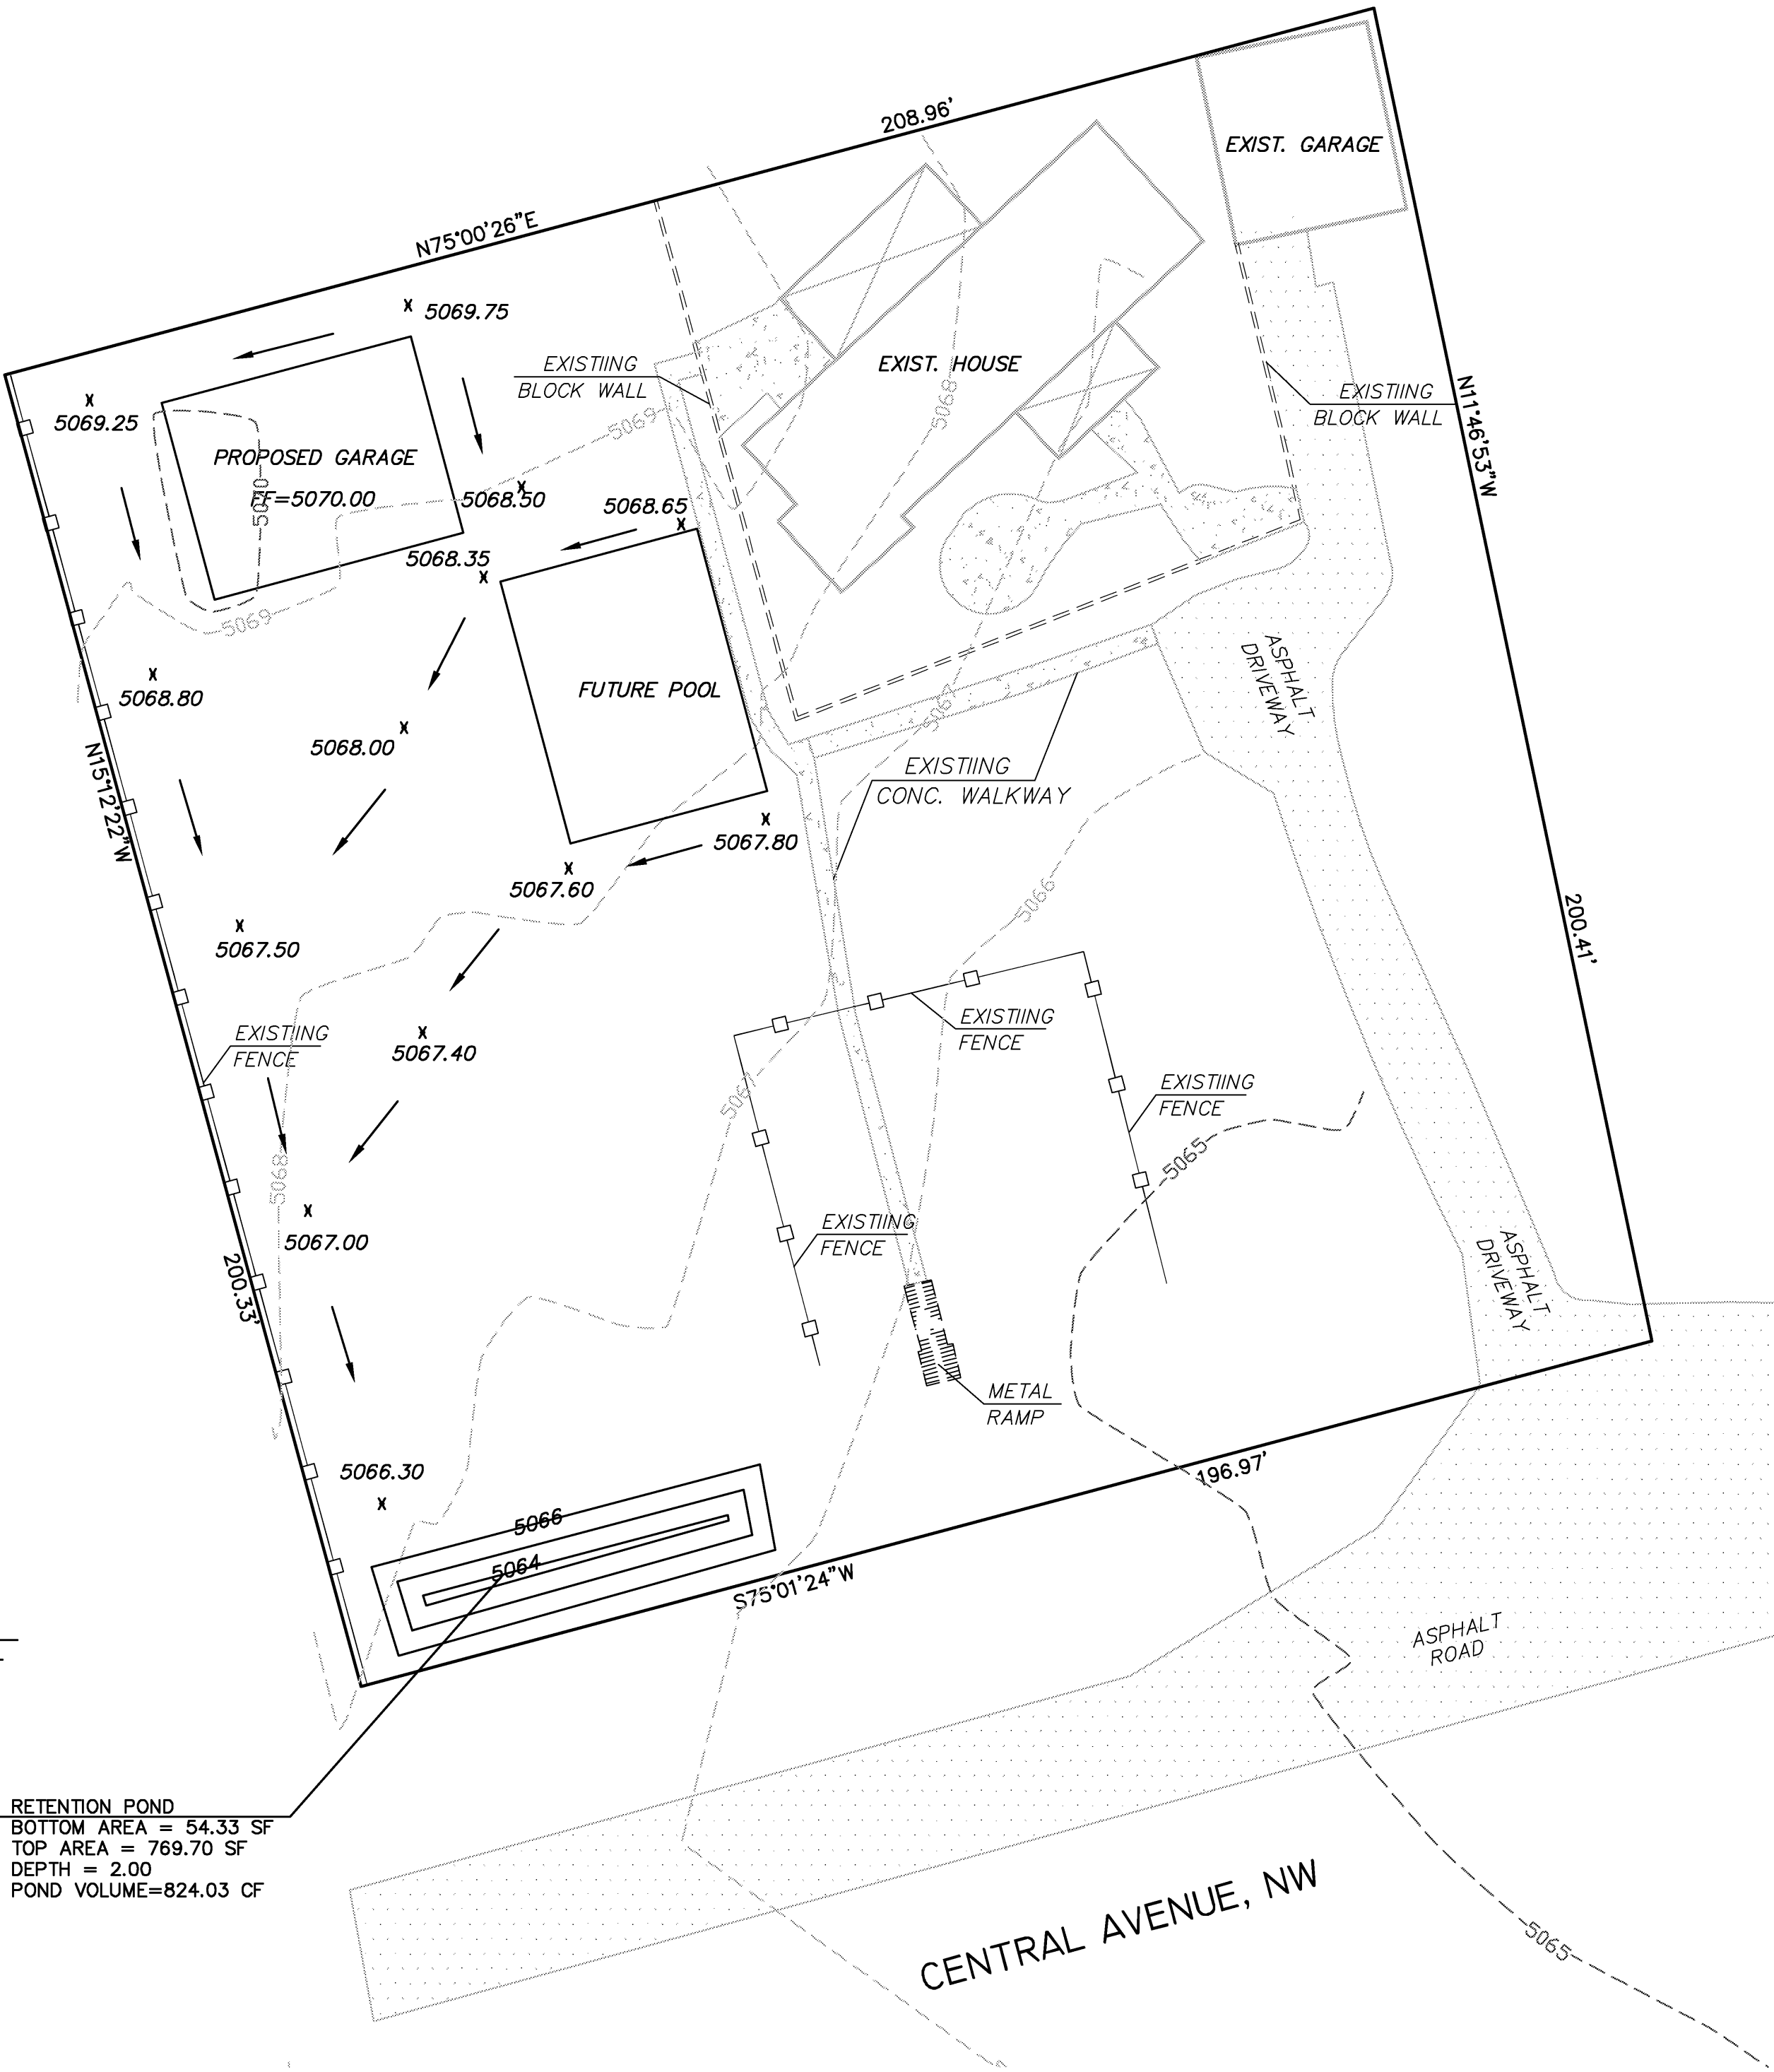 208.96'
EXIST. GARAGE
N75°00'26"E
5069.75
EXISTIING
BLOCK WALL
EXIST. HOUSE
5068
EXISTIING
BLOCK WALL
N11°46'53"W
5069.25
5069
PROPOSED GARAGE
FF=5070.00
5070
5068.50
5068.65
5068.35
5069
ASPHALT
DRIVEWAY
FUTURE POOL
5068.80
5067
5068.00
N15°12'22"W
EXISTIING
CONC. WALKWAY
5067.80
5067.60
5066
5067.50
200.41'
EXISTIING
FENCE
5067.40
EXISTIING
FENCE
EXISTIING
FENCE
5067
5065
5068
5067.00
EXISTIING
FENCE
200.33'
ASPHALT
DRIVEWAY
METAL
RAMP
5066.30
196.97'
5066
5064
S75°01'24"W
ASPHALT
ROAD
RETENTION POND
BOTTOM AREA = 54.33 SF
TOP AREA = 769.70 SF
DEPTH = 2.00
POND VOLUME=824.03 CF
CENTRAL AVENUE, NW
5065